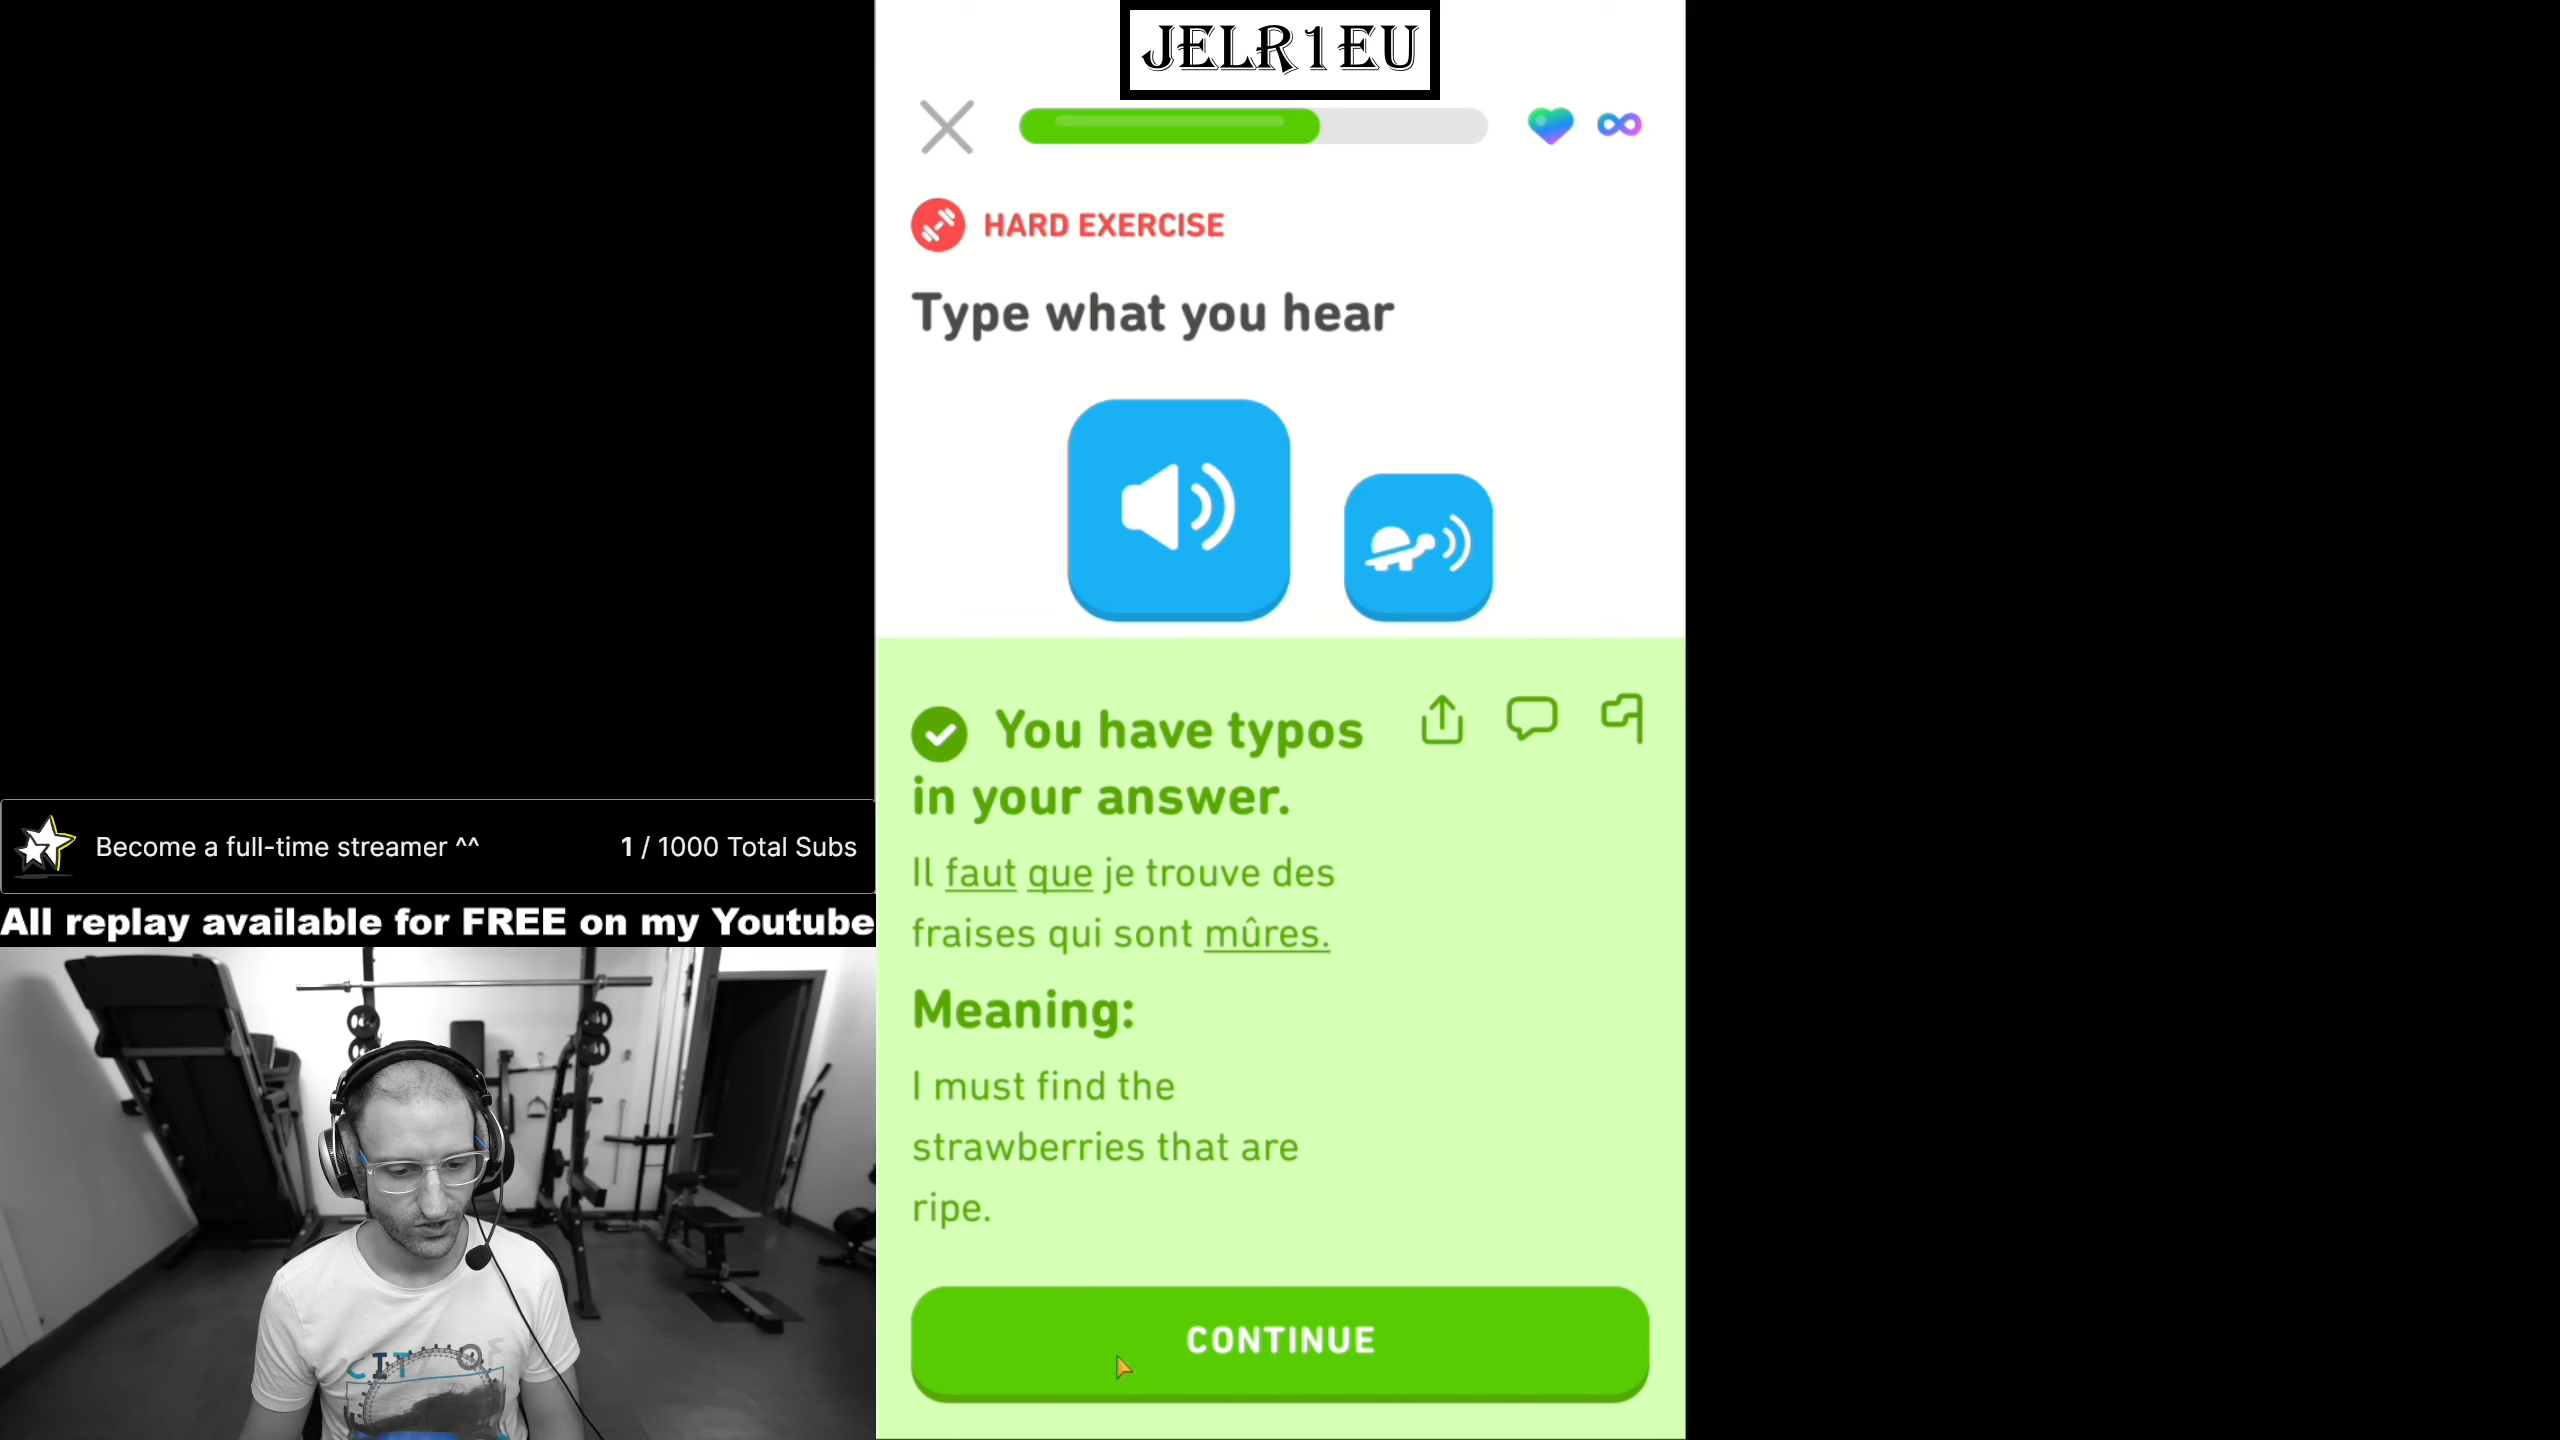 JELR1EU
HARD EXERCISE
Type what you hear
You have typos
in your answer.
Il faut que je trouve des
fraises qui sont mûres.
Meaning:
I must find the
strawberries that are
ripe.
CONTINUE
Become a full-time streamer ^^ 1 / 1000 Total Subs
All replay available for FREE on my Youtube
CIT OF